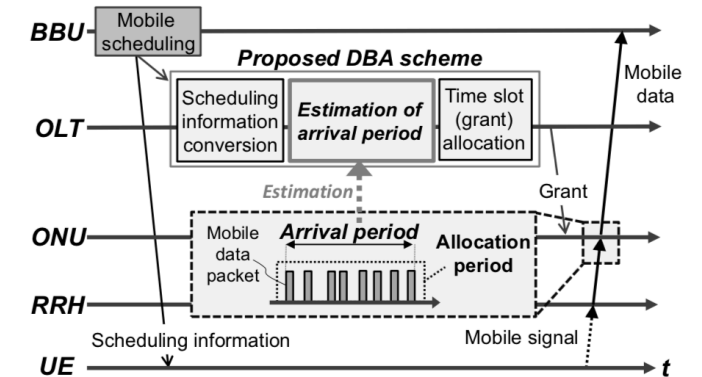 BBU
Mobile
scheduling
Proposed DBA scheme
Mobile
data
OLT
Scheduling
information
conversion
Estimation of
arrival period
Time slot
(grant)
allocation
Estimation
Grant
ONU
Mobile
data
packet
Arrival period
Allocation
period
RRH
Scheduling information
Mobile signal
UE
t